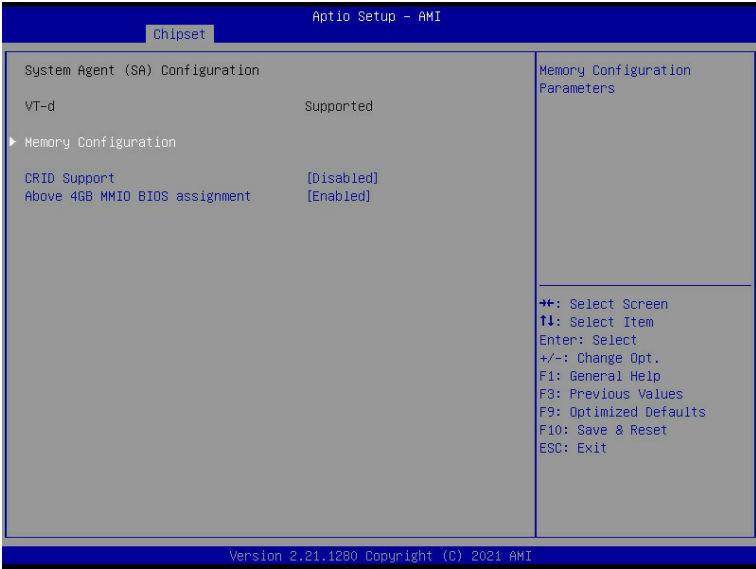 Aptio Setup - AMI
Chipset
System Agent (SA) Configuration
VT-d Supported
Memory Configuration
CRID Support [Disabled]
Above 4GB MMIO BIOS assignment [Enabled]
Memory Configuration
Parameters
→←: Select Screen
↑↓: Select Item
Enter: Select
+/-: Change Opt.
F1: General Help
F3: Previous Values
F9: Optimized Defaults
F10: Save & Reset
ESC: Exit
Version 2.21.1280 Copyright (C) 2021 AMI